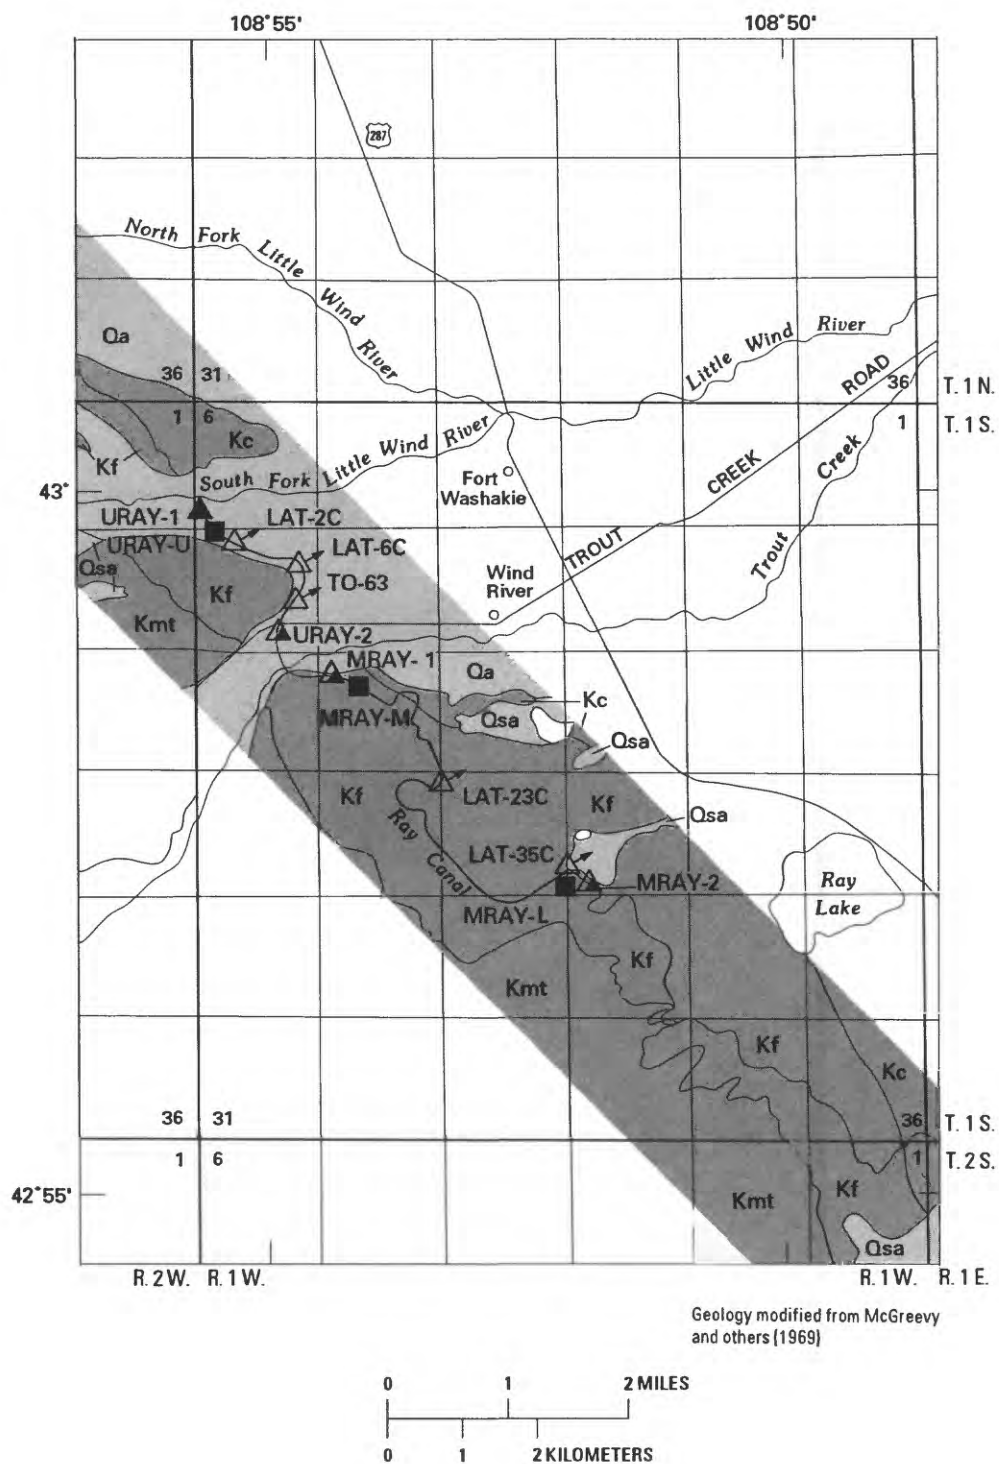 108°55'
108°50'
287
North Fork Little Wind River
Little Wind River
Qa
36 31
36
T. 1 N.
ROAD
1 6
1
T. 1 S.
Kc
Kf
South Fork Little Wind River
Fort
Washakie
CREEK
Creek
43°
URAY-1
LAT-2C
URAY-U
LAT-6C
TROUT
Trout
Qsa
Kf
TO-63
Wind
River
Kmt
URAY-2
MRAY-1
Qa
Kc
MRAY-M
Qsa
Qsa
Kf
LAT-23C
Kf
Qsa
Ray Canal
LAT-35C
MRAY-2
Ray
Lake
MRAY-L
Kf
Kmt
Kf
Kc
36 31
36
T. 1 S.
1 6
1
T. 2 S.
42°55'
Kmt
Kf
Qsa
R. 2 W. R. 1 W.
R. 1 W. R. 1 E.
Geology modified from McGreevy
and others (1969)
0 1 2 MILES
0 1 2 KILOMETERS